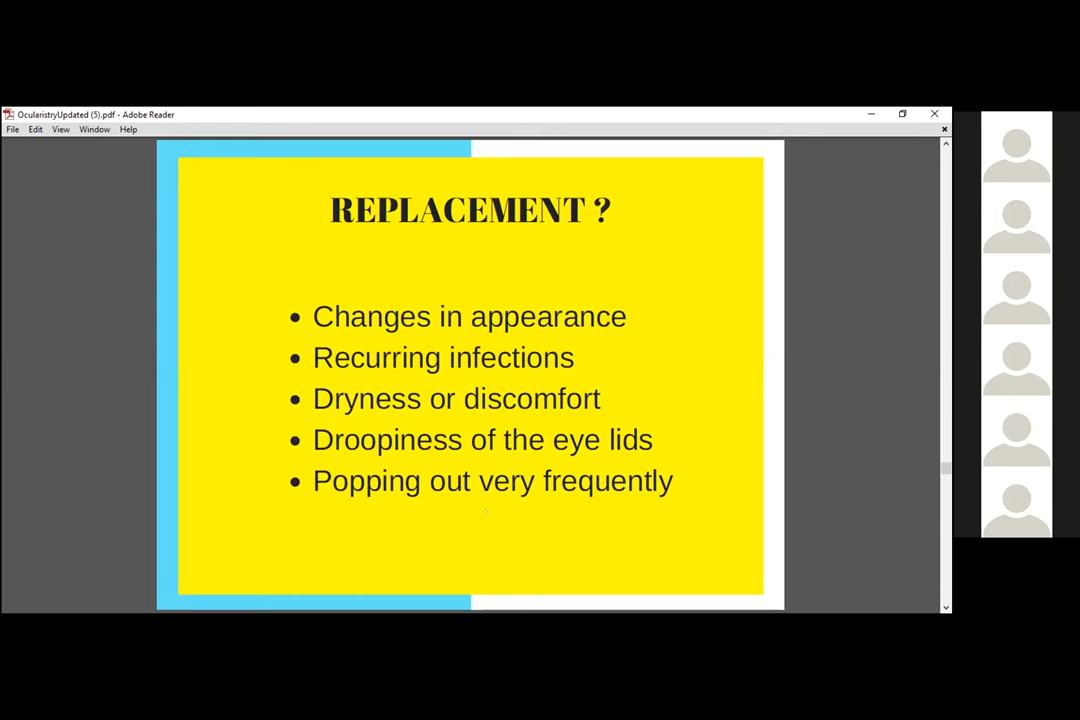 OcularistryUpdated (5).pdf - Adobe Reader
File Edit View Window Help
REPLACEMENT ?
• Changes in appearance
• Recurring infections
• Dryness or discomfort
• Droopiness of the eye lids
• Popping out very frequently